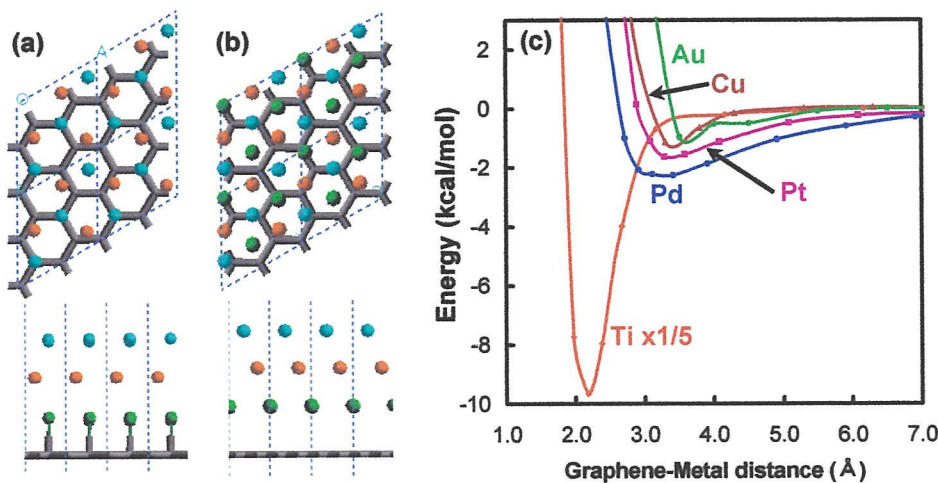 (a)
A
(b)
(c)
2
0
-2
-4
-6
-8
-10
Energy (kcal/mol)
Au
Cu
Pt
Pd
Ti x1/5
1.0 2.0 3.0 4.0 5.0 6.0 7.0
Graphene-Metal distance (Å)